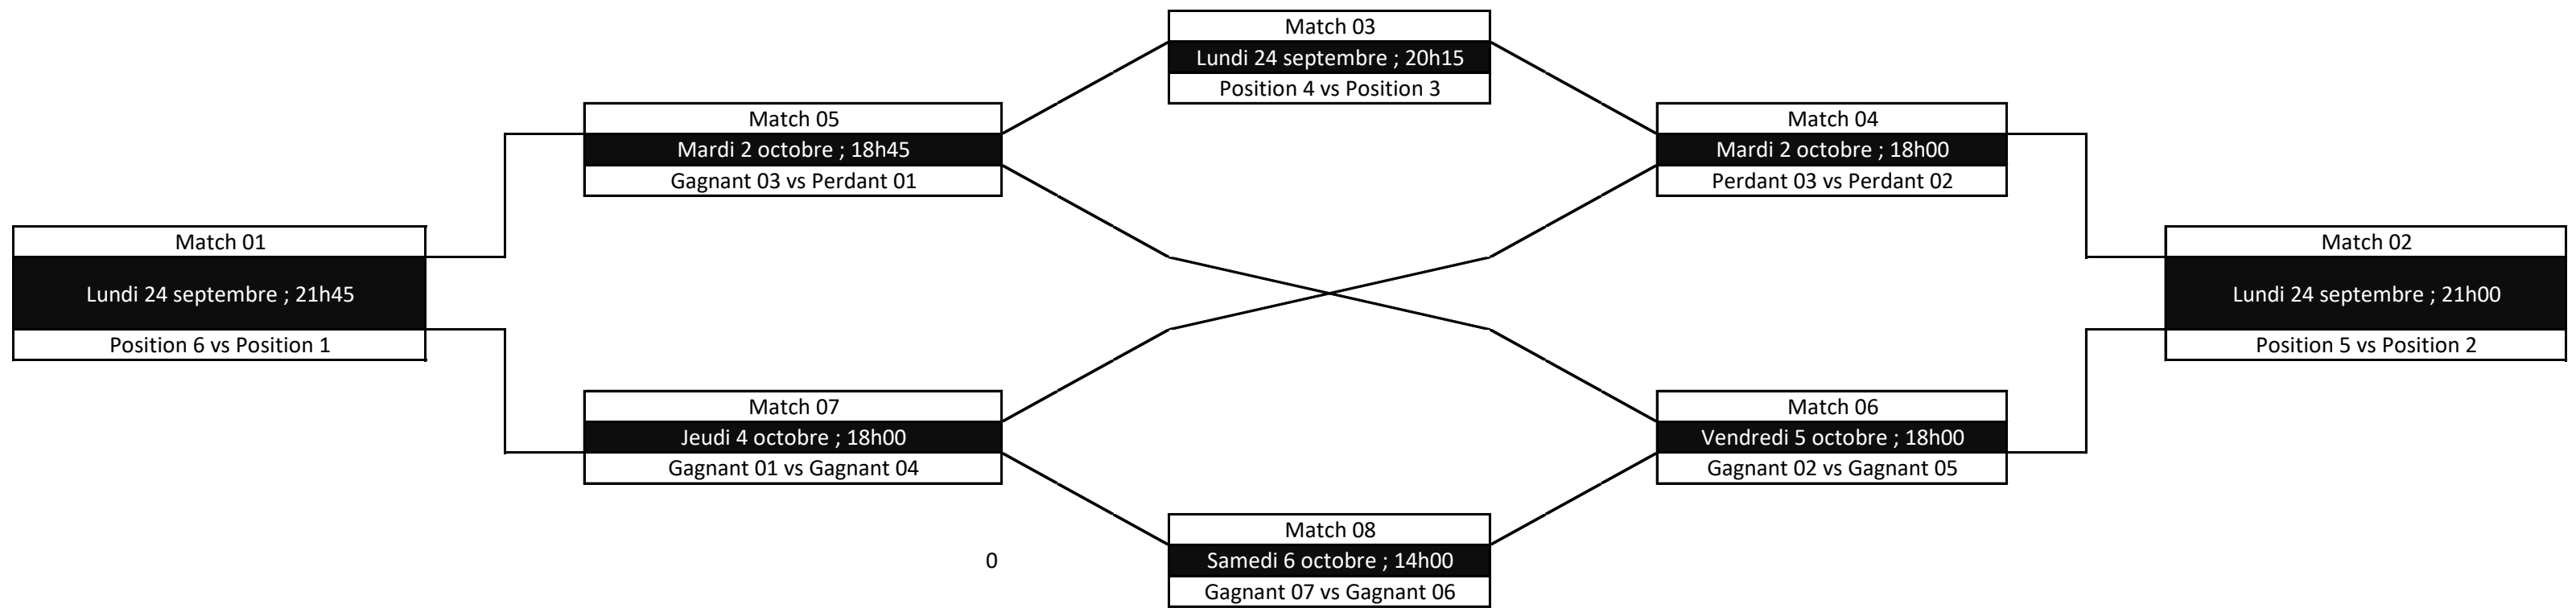 Match 03
Lundi 24 septembre ; 20h15
Position 4 vs Position 3
Match 05
Mardi 2 octobre ; 18h45
Gagnant 03 vs Perdant 01
Match 04
Mardi 2 octobre ; 18h00
Perdant 03 vs Perdant 02
Match 01
Lundi 24 septembre ; 21h45
Position 6 vs Position 1
Match 02
Lundi 24 septembre ; 21h00
Position 5 vs Position 2
Match 07
Jeudi 4 octobre ; 18h00
Gagnant 01 vs Gagnant 04
Match 06
Vendredi 5 octobre ; 18h00
Gagnant 02 vs Gagnant 05
Match 08
0
Samedi 6 octobre ; 14h00
Gagnant 07 vs Gagnant 06